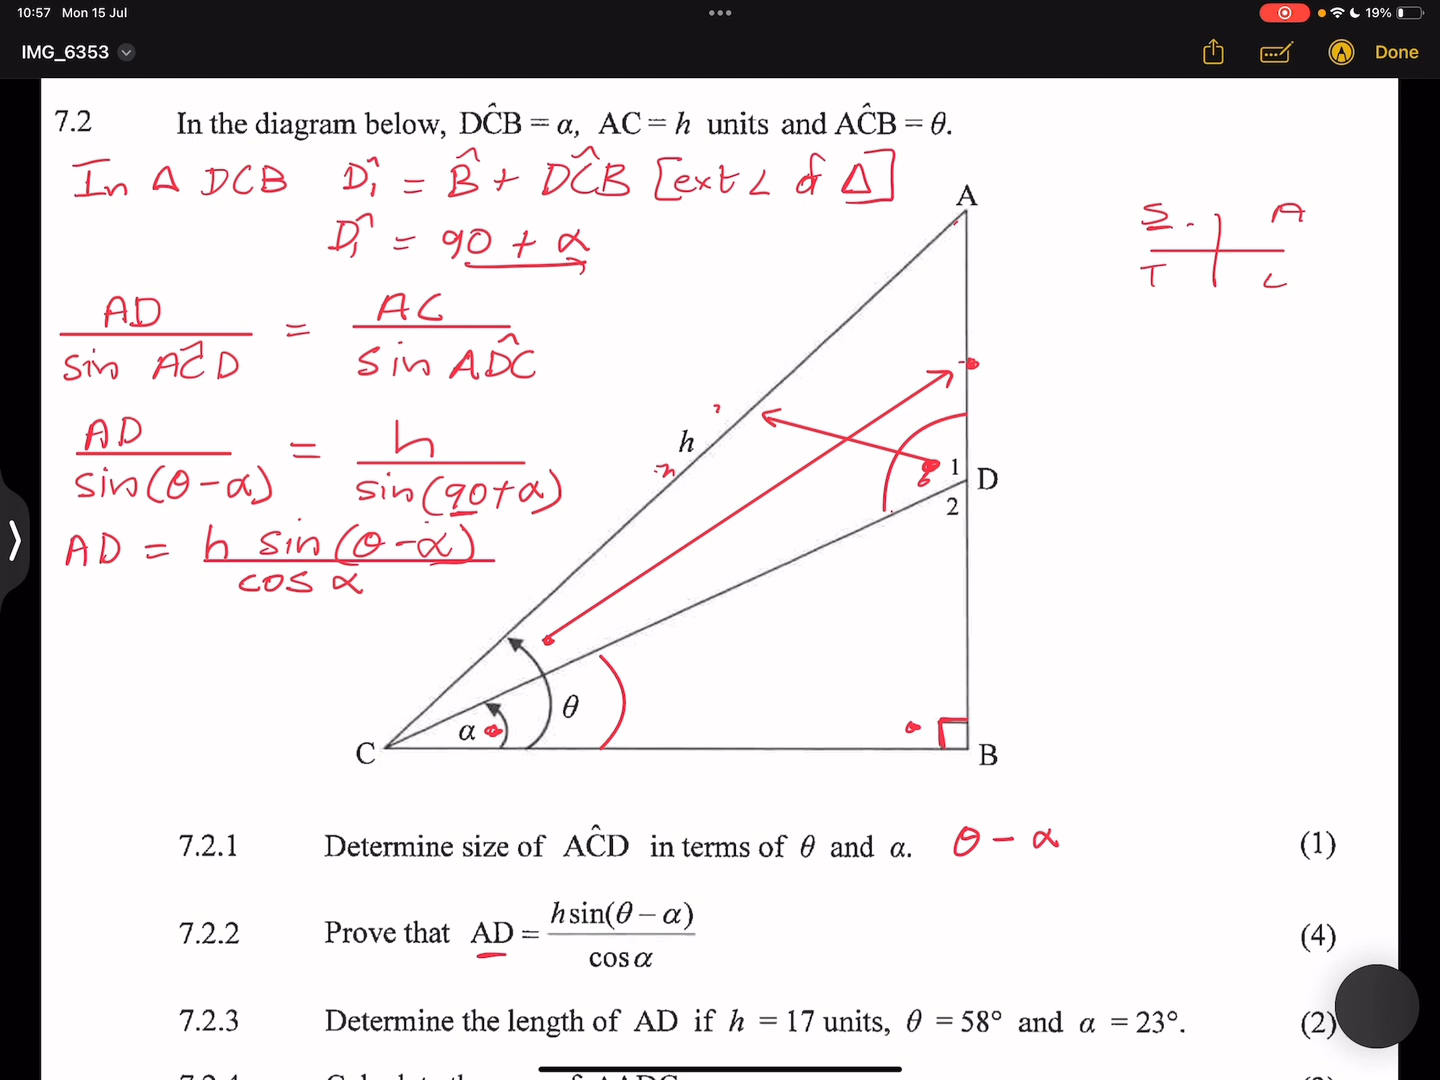 10:57 Mon 15 Jul
19%
IMG_6353
Done
7.2 In the diagram below, DĈB = α, AC = h units and AĈB = θ.
In Δ DCB D̂₁ = B̂ + DĈB [ext ∠ of Δ]
D̂₁ = 90 + α
AD / sin AĈD = AC / sin AD̂C
AD / sin(θ-α) = h / sin(90+α)
AD = h sin(θ-α) / cos α
S A
T C
A
h
1
D
2
θ
α
C
B
7.2.1 Determine size of AĈD in terms of θ and α. θ - α (1)
7.2.2 Prove that AD = h sin(θ - α) / cos α (4)
7.2.3 Determine the length of AD if h = 17 units, θ = 58° and α = 23°. (2)